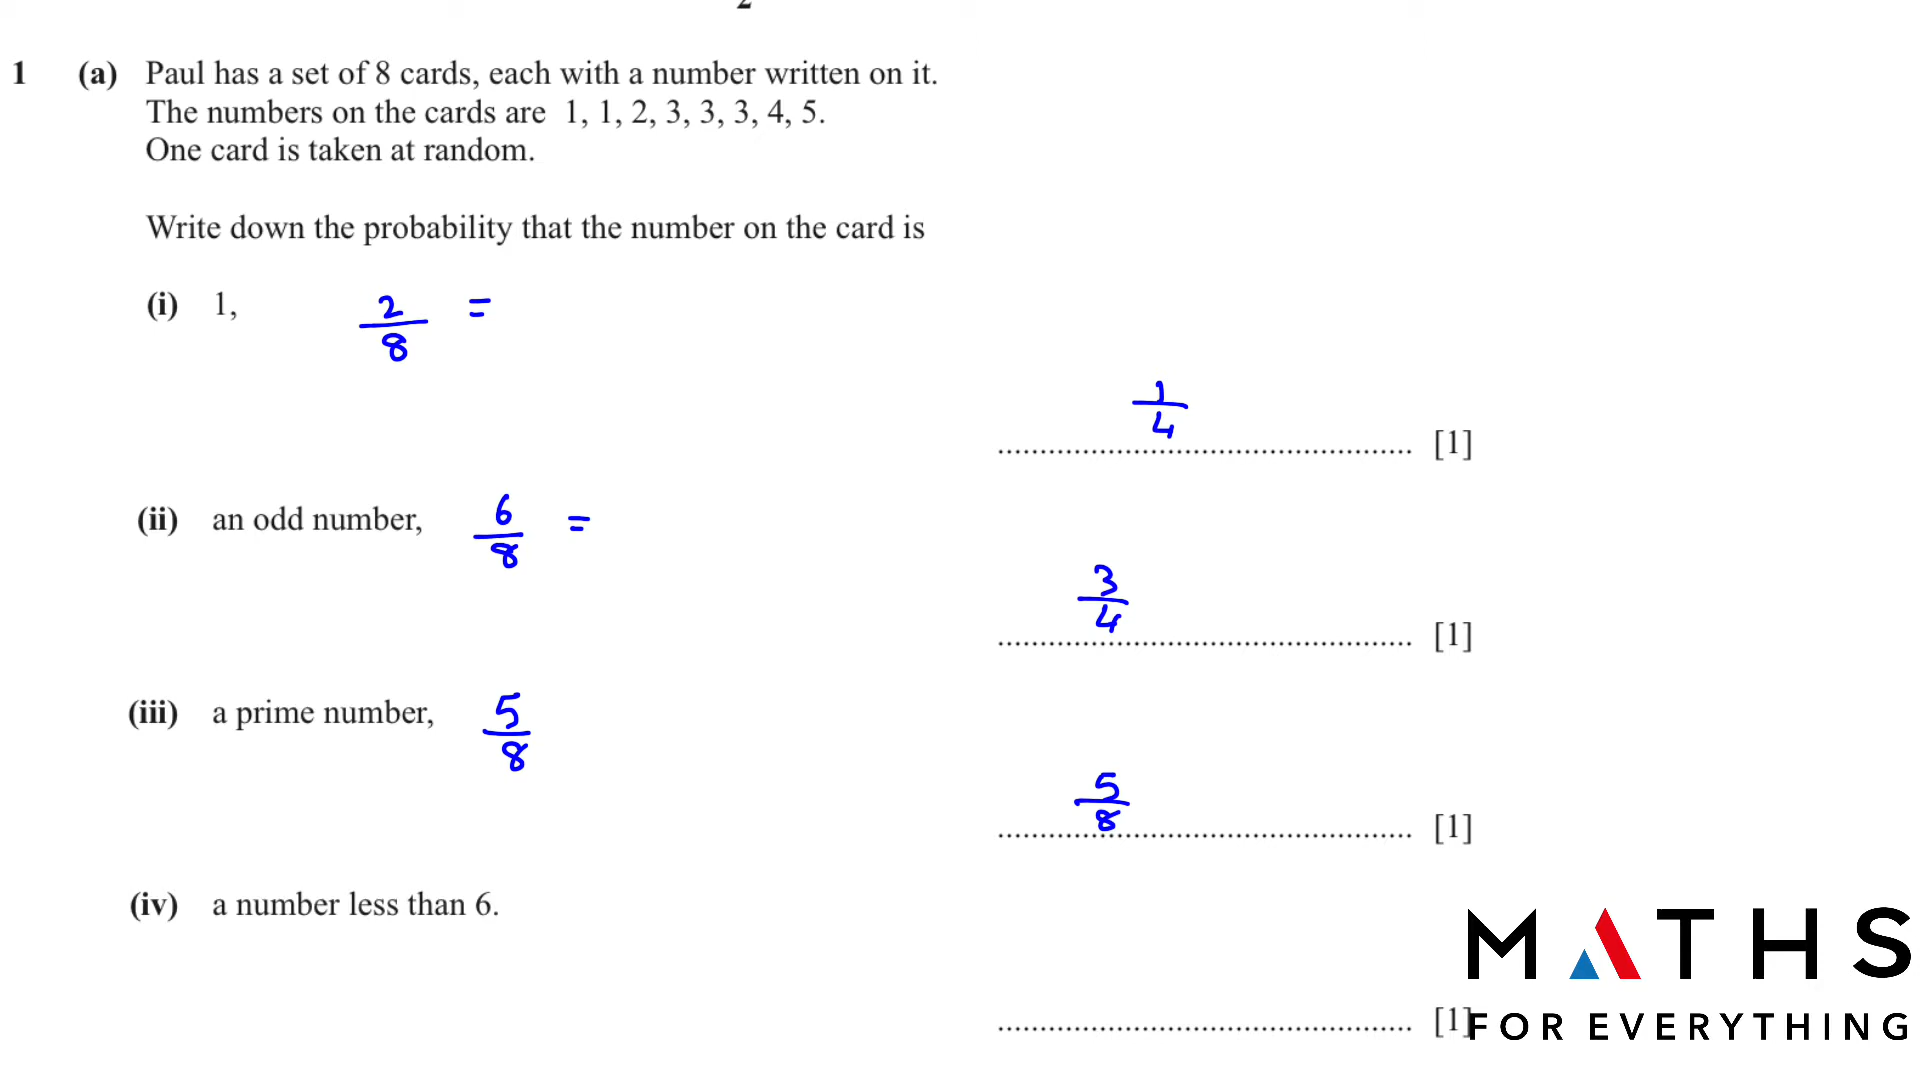 2
1 (a) Paul has a set of 8 cards, each with a number written on it.
The numbers on the cards are 1, 1, 2, 3, 3, 3, 4, 5.
One card is taken at random.
Write down the probability that the number on the card is
(i) 1, 2/8 =
1/4
.................................................. [1]
(ii) an odd number, 6/8 =
3/4
.................................................. [1]
(iii) a prime number, 5/8
5/8
.................................................. [1]
(iv) a number less than 6.
.................................................. [1]
MATHS
FOR EVERYTHING